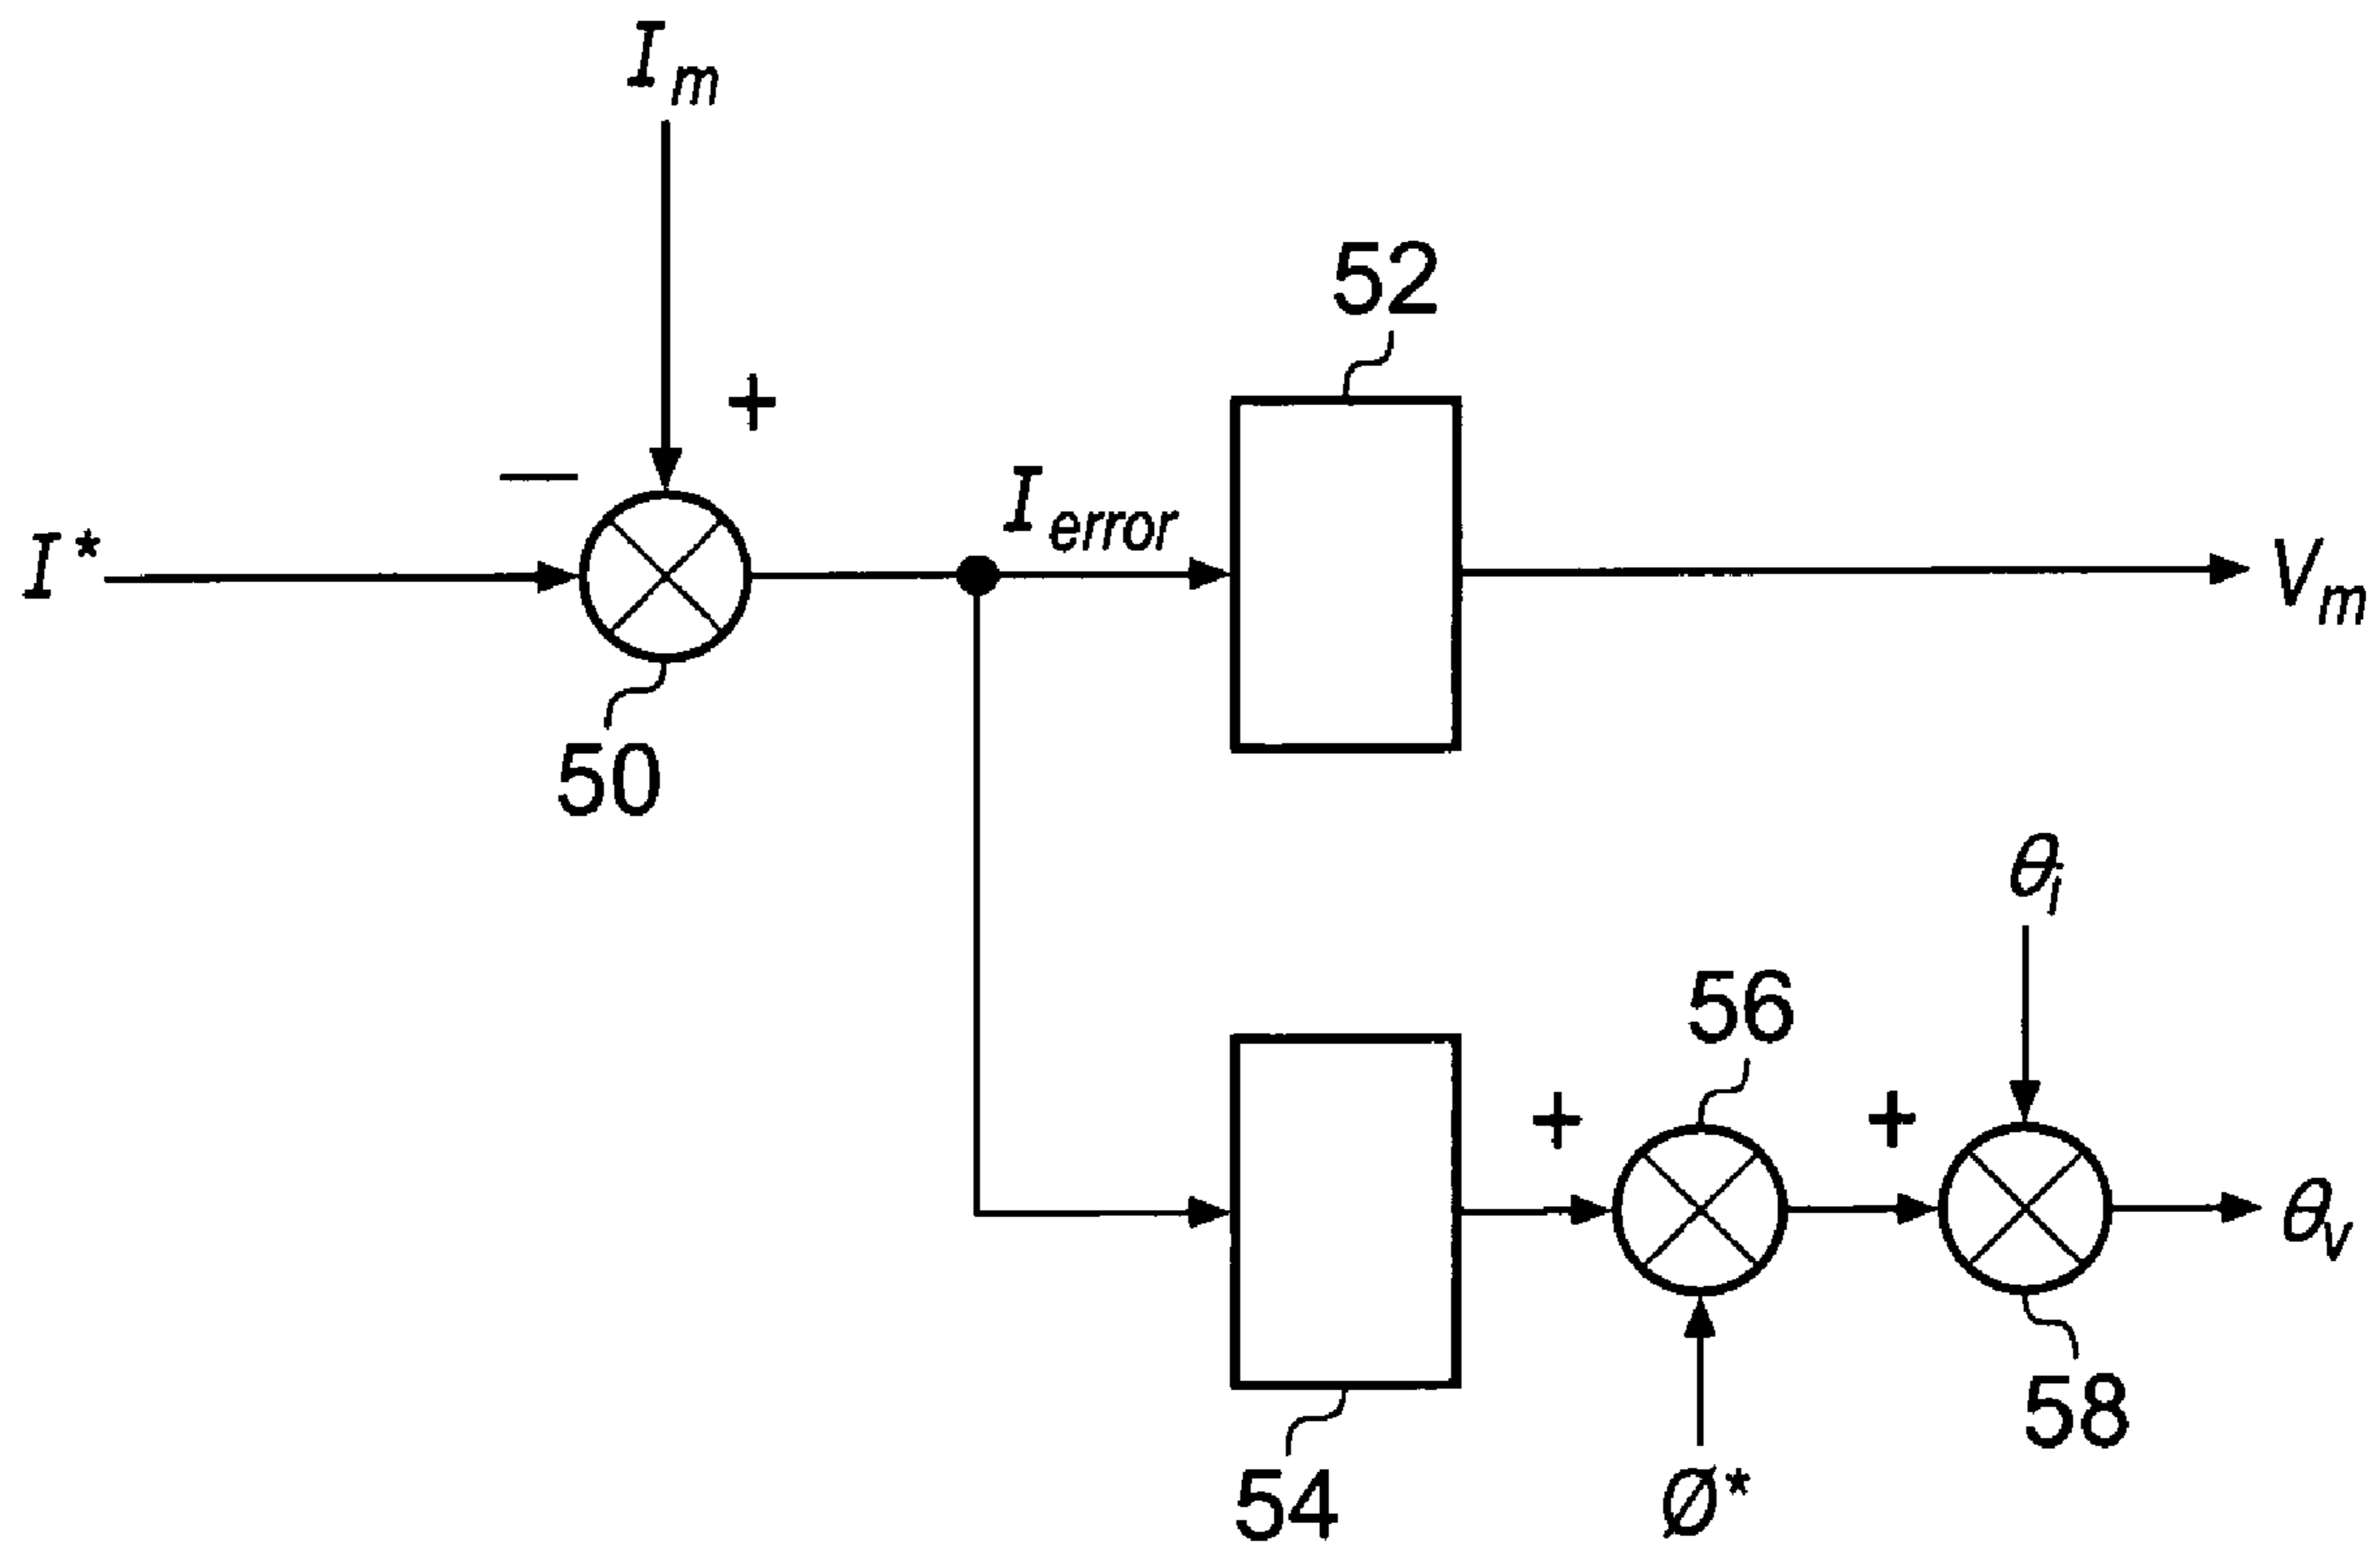 I_m
52
+
—
I_error
I*
V_m
50
θ_i
56
+
+
θ_v
58
54
Ø*